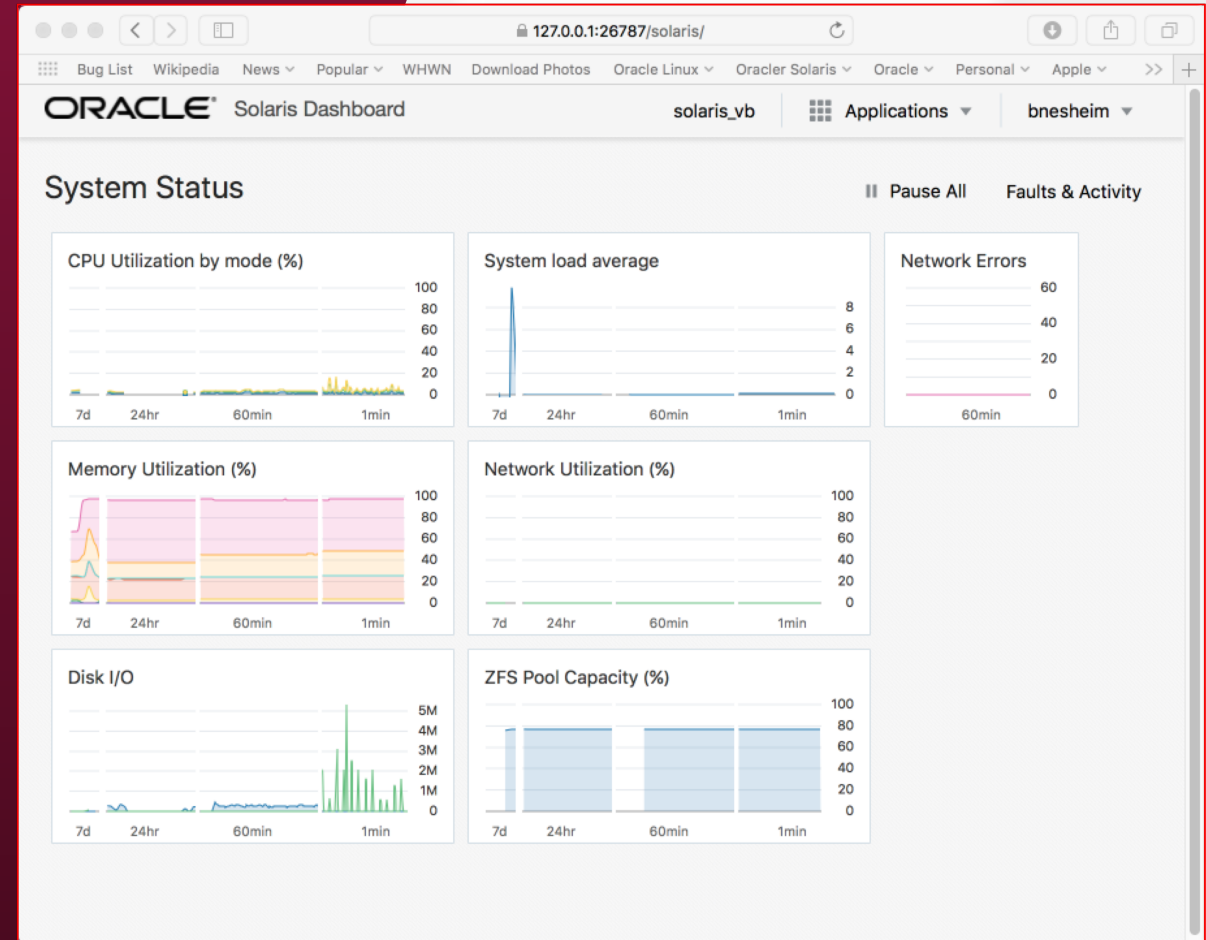 127.0.0.1:26787/solaris/
Bug List Wikipedia News Popular WHWN Download Photos Oracle Linux Oracler Solaris Oracle Personal Apple >>
ORACLE Solaris Dashboard solaris_vb Applications bnesheim
System Status Pause All Faults & Activity
CPU Utilization by mode (%)
100
80
60
40
20
0
7d 24hr 60min 1min
System load average
8
6
4
2
0
7d 24hr 60min 1min
Network Errors
60
40
20
0
60min
Memory Utilization (%)
100
80
60
40
20
0
7d 24hr 60min 1min
Network Utilization (%)
100
80
60
40
20
0
7d 24hr 60min 1min
Disk I/O
5M
4M
3M
2M
1M
0
7d 24hr 60min 1min
ZFS Pool Capacity (%)
100
80
60
40
20
0
7d 24hr 60min 1min